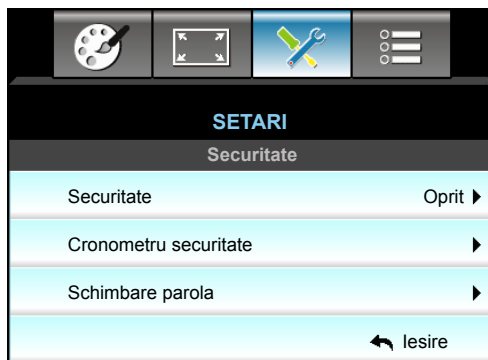 SETARI
Securitate
Securitate Oprit
Cronometru securitate
Schimbare parola
Iesire